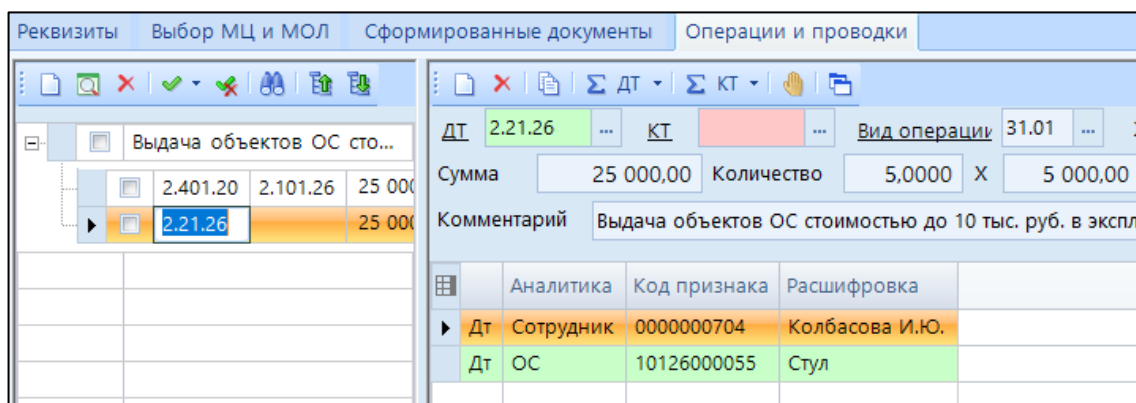 Реквизиты Выбор МЦ и МОЛ Сформированные документы Операции и проводки
Σ ДТ Σ КТ
Выдача объектов ОС сто...
2.401.20 2.101.26 25 000
2.21.26 25 000
ДТ 2.21.26 ... КТ ... Вид операции 31.01 ...
Сумма 25 000,00 Количество 5,0000 X 5 000,00
Комментарий Выдача объектов ОС стоимостью до 10 тыс. руб. в экспл
Аналитика Код признака Расшифровка
Дт Сотрудник 0000000704 Колбасова И.Ю.
Дт ОС 10126000055 Стул